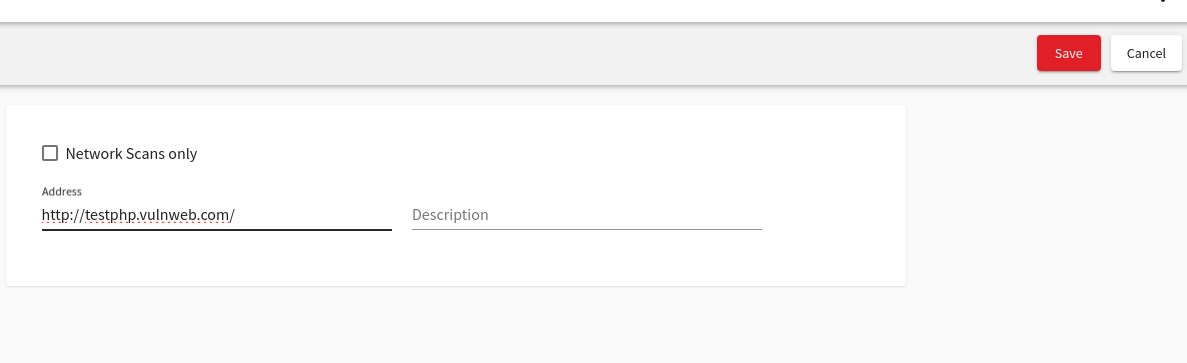 Save Cancel
Network Scans only
Address
http://testphp.vulnweb.com/ Description